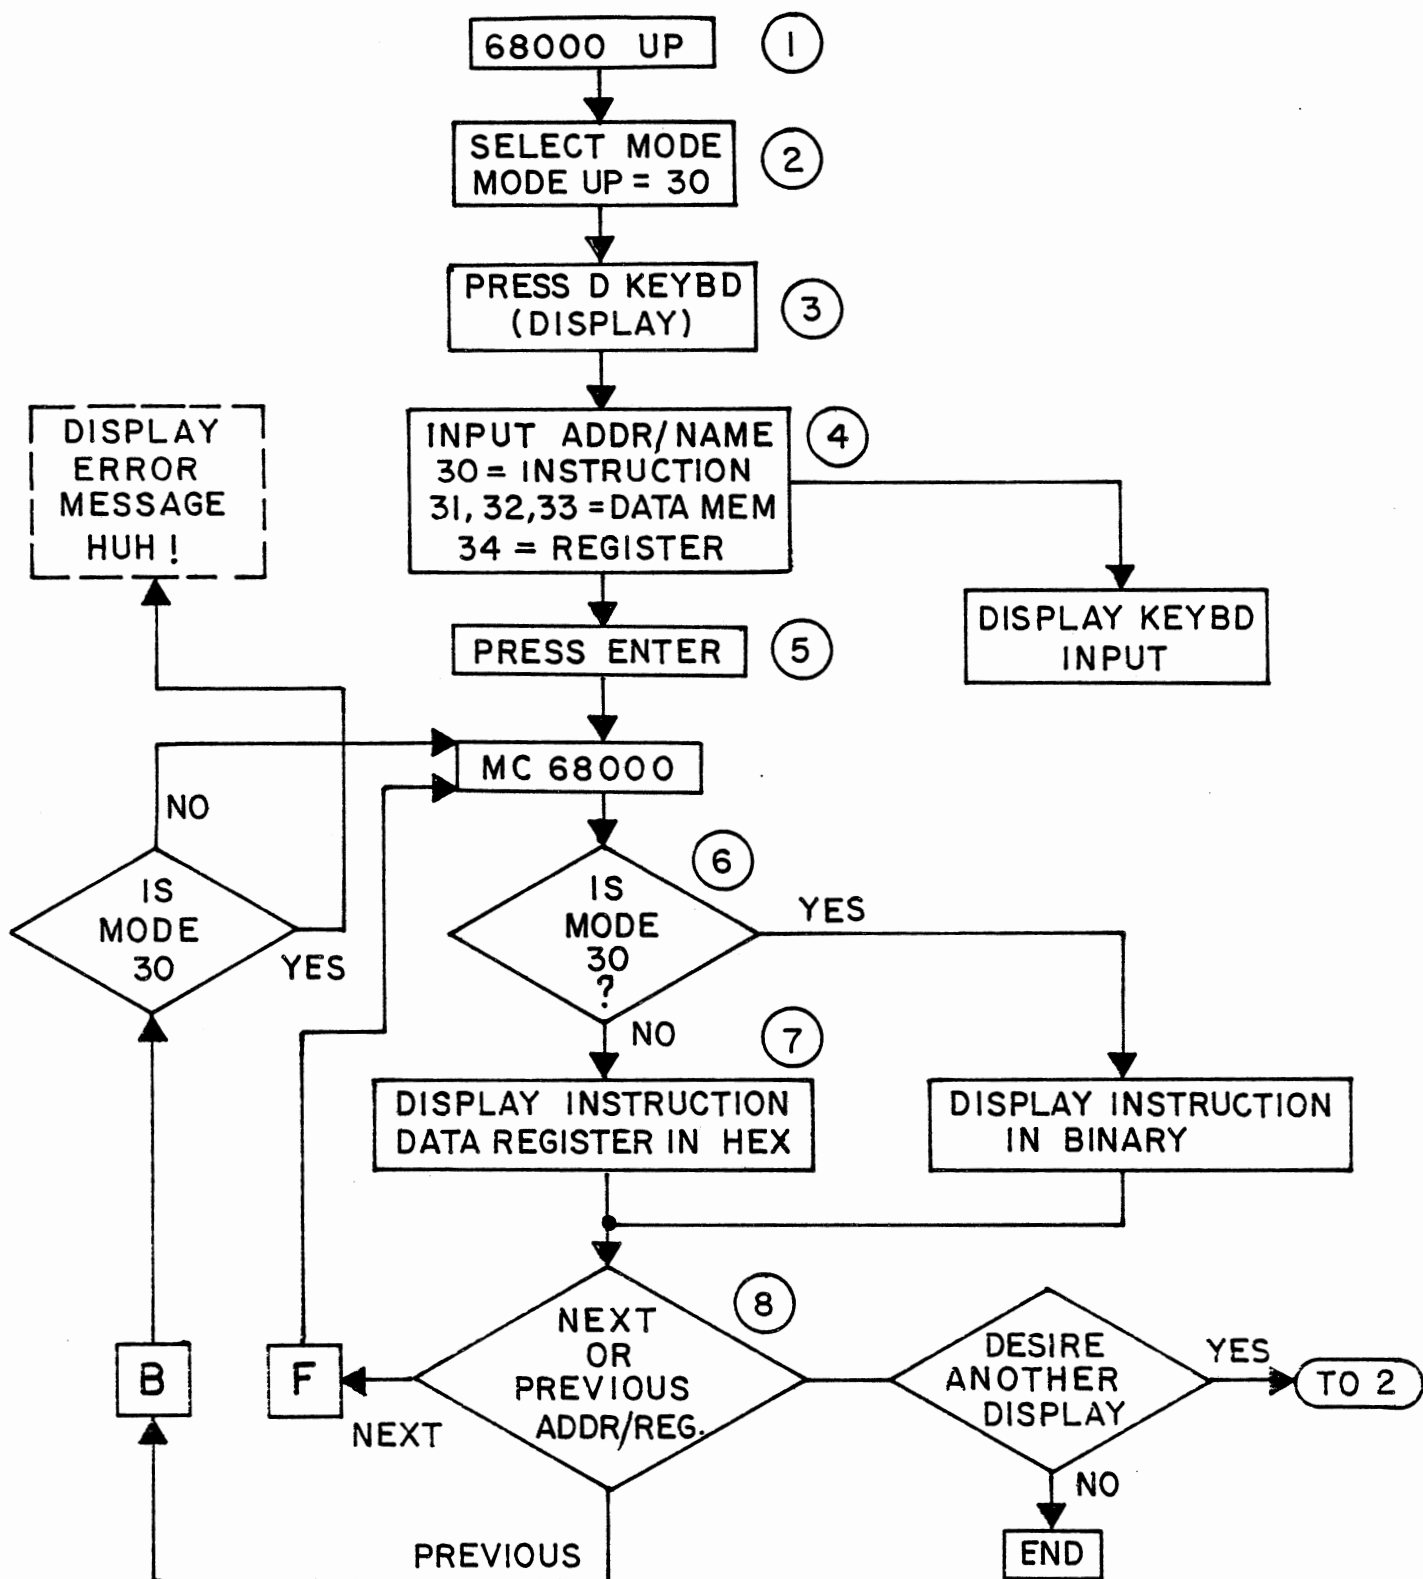 68000 UP
1
SELECT MODE
MODE UP = 30
2
PRESS D KEYBD
(DISPLAY)
3
INPUT ADDR/NAME
30 = INSTRUCTION
31, 32, 33 = DATA MEM
34 = REGISTER
4
DISPLAY
ERROR
MESSAGE
HUH !
DISPLAY KEYBD
INPUT
PRESS ENTER
5
MC 68000
NO
IS
MODE
30
YES
6
IS
MODE
30
?
YES
NO
7
DISPLAY INSTRUCTION
DATA REGISTER IN HEX
DISPLAY INSTRUCTION
IN BINARY
8
NEXT
OR
PREVIOUS
ADDR/REG.
B
F
NEXT
DESIRE
ANOTHER
DISPLAY
YES
TO 2
NO
END
PREVIOUS